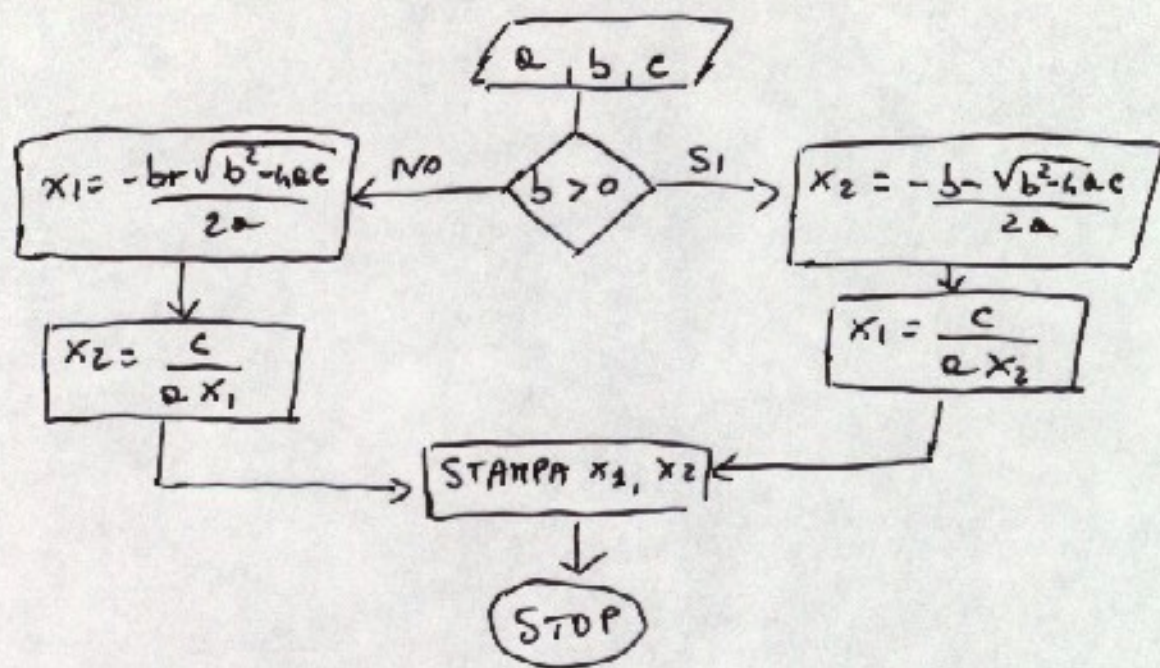 a, b, c
b > 0
NO
SI
x₁ = -b+√(b²-4ac) / 2a
x₂ = -b-√(b²-4ac) / 2a
x₂ = c / a x₁
x₁ = c / a x₂
STAMPA x₁, x₂
STOP